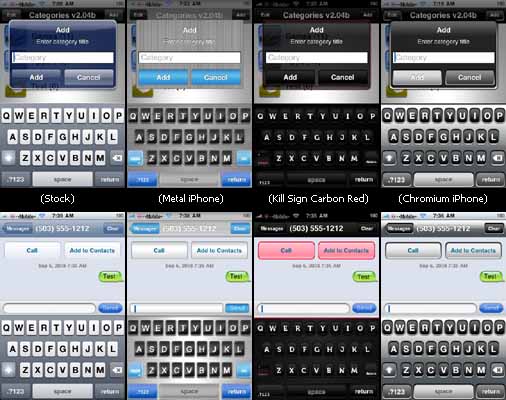 Edit Categories v2.04b Add
Add
Enter category title
Category
Add Cancel
Q W E R T Y U I O P
A S D F G H J K L
Z X C V B N M
.?123 space return
(Stock)
Edit Categories v2.04b Add
Add
Enter category title
Category
Add Cancel
Q W E R T Y U I O P
A S D F G H J K L
Z X C V B N M
.?123 space return
(Metal iPhone)
Edit Categories v2.04b Add
Add
Enter category title
Category
Add Cancel
Q W E R T Y U I O P
A S D F G H J K L
Z X C V B N M
.?123 space return
(Kill Sign Carbon Red)
Edit Categories v2.04b Add
Add
Enter category title
Category
Add Cancel
Q W E R T Y U I O P
A S D F G H J K L
Z X C V B N M
.?123 space return
(Chromium iPhone)
Messages (503) 555-1212 Clear
Call Add to Contacts
Sep 6, 2008 7:35 AM
Test
Send
Q W E R T Y U I O P
A S D F G H J K L
Z X C V B N M
.?123 space return
Messages (503) 555-1212 Clear
Call Add to Contacts
Sep 6, 2008 7:35 AM
Test
Send
Q W E R T Y U I O P
A S D F G H J K L
Z X C V B N M
.?123 space return
Messages (503) 555-1212 Clear
Call Add to Contacts
Sep 6, 2008 7:35 AM
Test
Send
Q W E R T Y U I O P
A S D F G H J K L
Z X C V B N M
.?123 space return
Messages (503) 555-1212 Clear
Call Add to Contacts
Sep 6, 2008 7:35 AM
Test
Send
Q W E R T Y U I O P
A S D F G H J K L
Z X C V B N M
.?123 space return